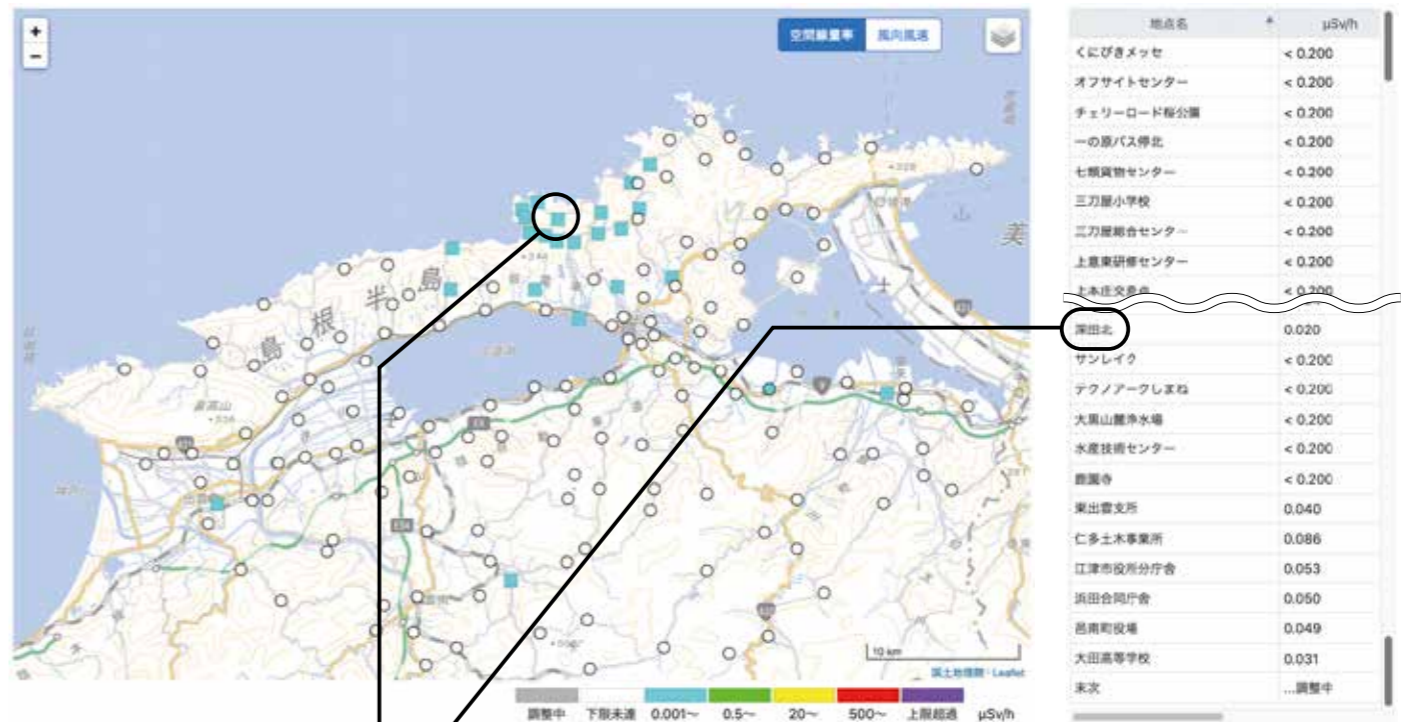 +
−
空間線量率
風向風速
島根半島
美
E9
E54
9
10 km
国土地理院 | Leaflet
調整中
下限未達
0.001～
0.5～
20～
500～
上限超過
μSv/h
地点名
μSv/h
くにびきメッセ < 0.200
オフサイトセンター < 0.200
チェリーロード桜公園 < 0.200
一の原バス停北 < 0.200
七類貨物センター < 0.200
三刀屋小学校 < 0.200
三刀屋総合センター < 0.200
上意東研修センター < 0.200
上本庄交差点 < 0.200
深田北 0.020
サンレイク < 0.200
テクノアークしまね < 0.200
大黒山麓浄水場 < 0.200
水産技術センター < 0.200
鹿園寺 < 0.200
東出雲支所 0.040
仁多土木事業所 0.086
江津市役所分庁舎 0.053
浜田合同庁舎 0.050
邑南町役場 0.049
大田高等学校 0.031
末次 ...調整中